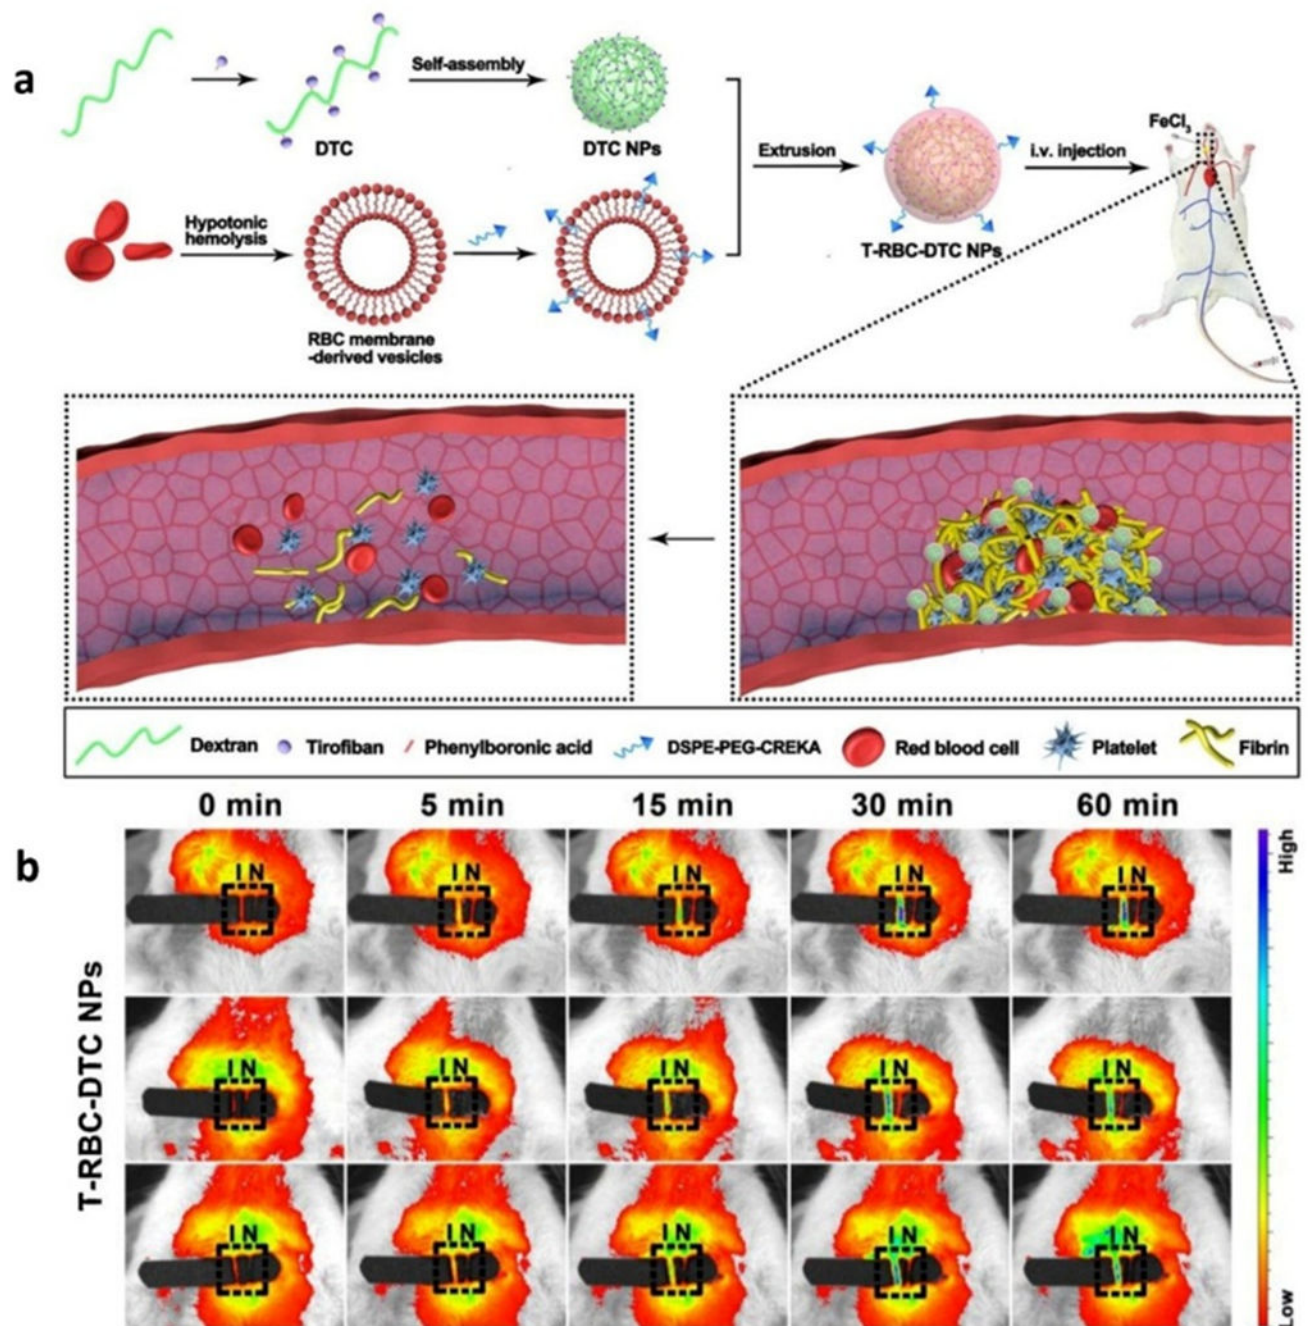 a
DTC
Self-assembly
DTC NPs
Hypotonic
hemolysis
RBC membrane
-derived vesicles
Extrusion
T-RBC-DTC NPs
i.v. injection
FeCl3
Dextran Tirofiban Phenylboronic acid DSPE-PEG-CREKA Red blood cell Platelet Fibrin
b
0 min 5 min 15 min 30 min 60 min
T-RBC-DTC NPs
I N I N I N I N I N
I N I N I N I N I N
I N I N I N I N I N
High
Low